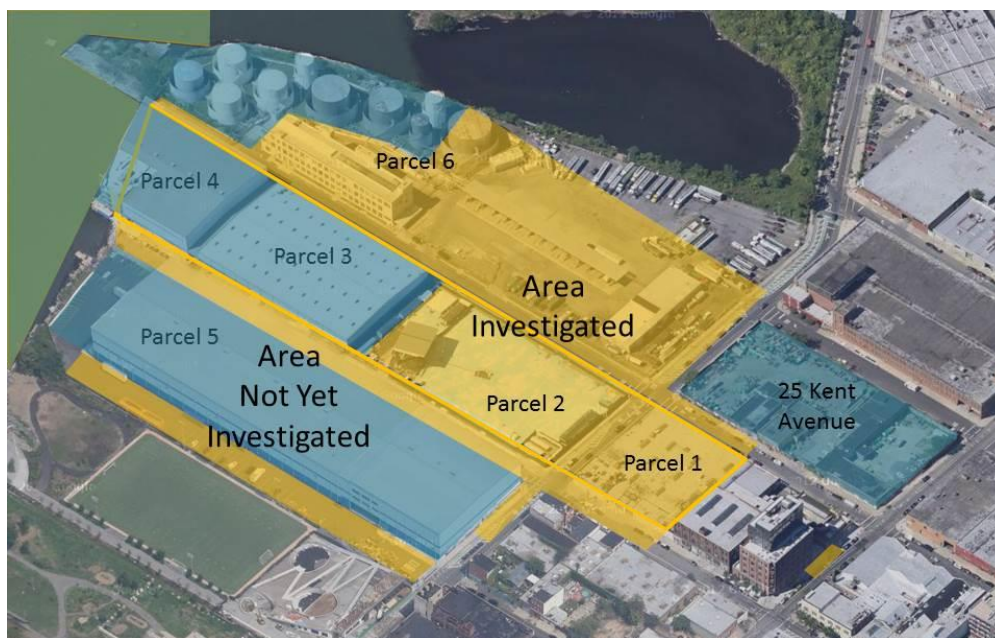 Parcel 6
Parcel 4
Parcel 3
Area
Investigated
Parcel 5
Area
Not Yet
Investigated
Parcel 2
25 Kent
Avenue
Parcel 1